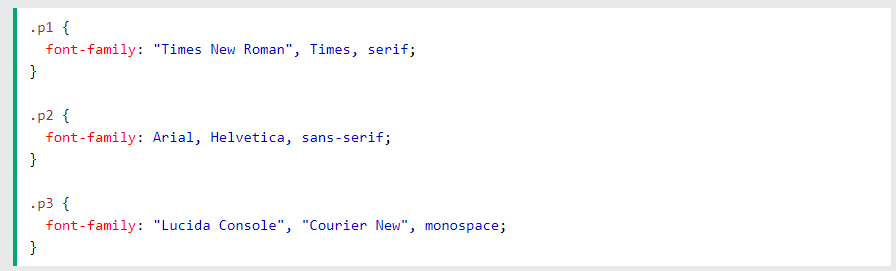 .p1 {
  font-family: "Times New Roman", Times, serif;
}
.p2 {
  font-family: Arial, Helvetica, sans-serif;
}
.p3 {
  font-family: "Lucida Console", "Courier New", monospace;
}